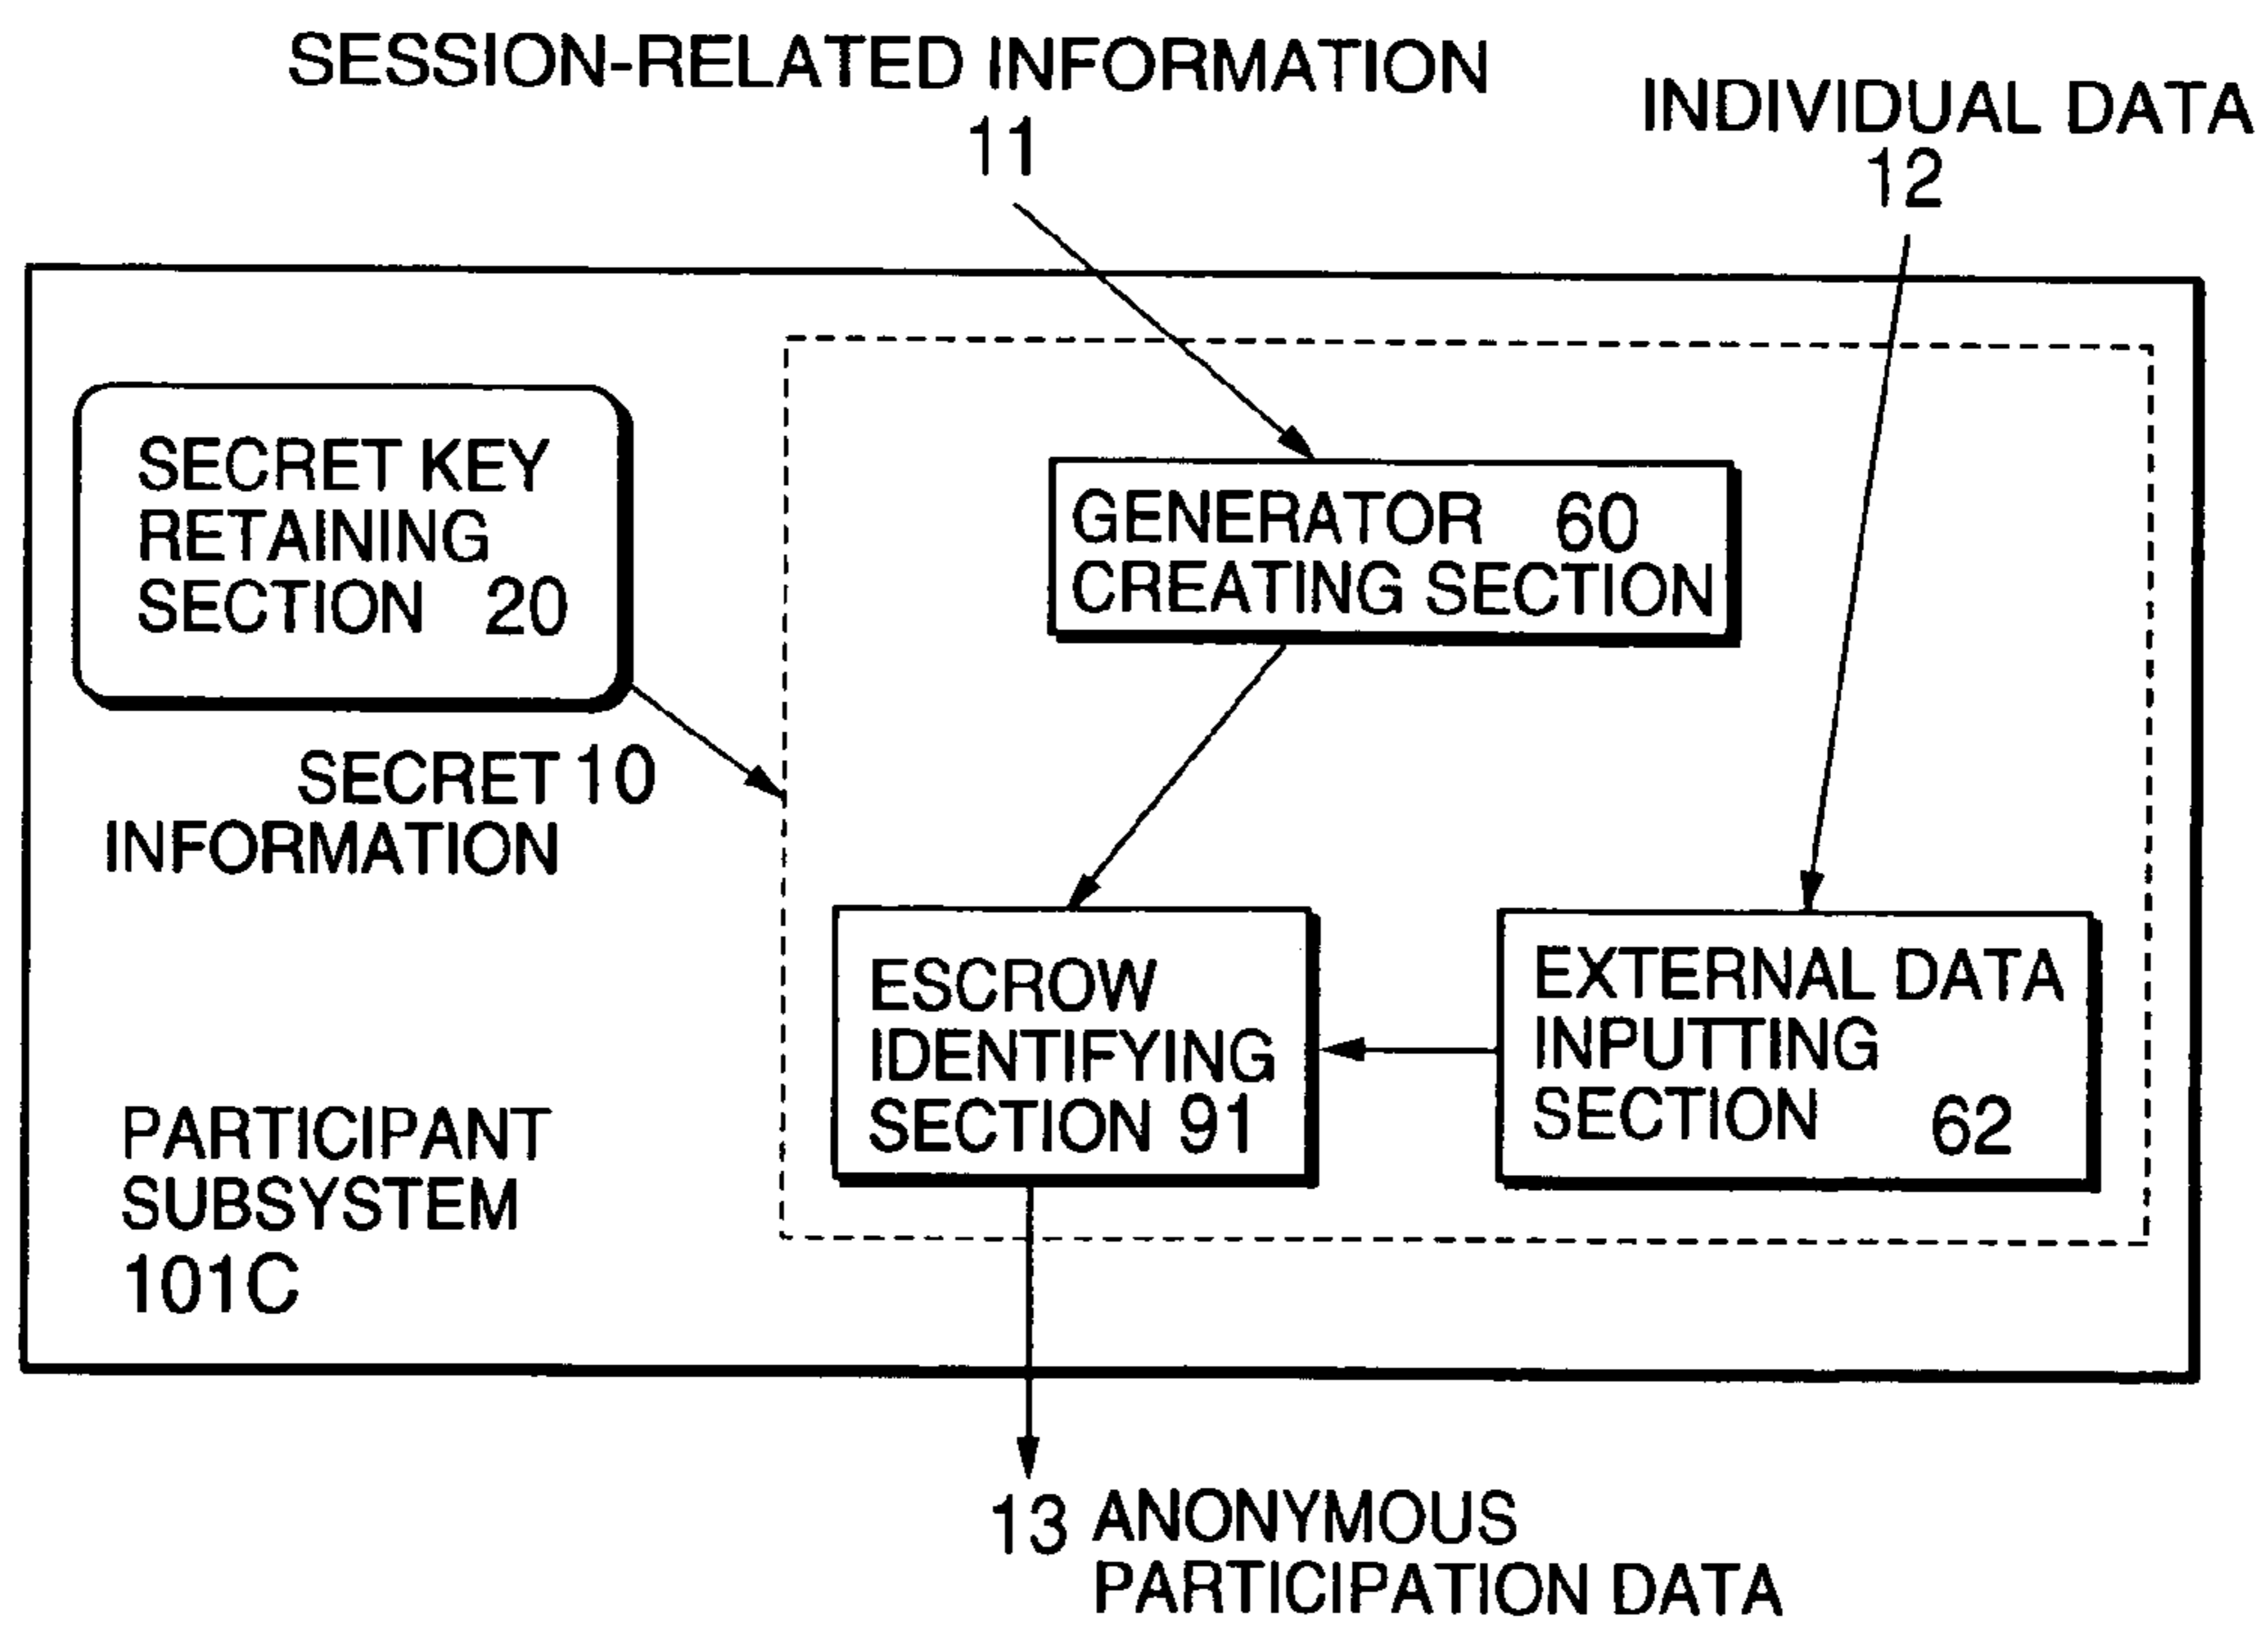 SESSION-RELATED INFORMATION
11
INDIVIDUAL DATA
12
SECRET KEY
RETAINING
SECTION 20
GENERATOR 60
CREATING SECTION
SECRET 10
INFORMATION
ESCROW
IDENTIFYING
SECTION 91
EXTERNAL DATA
INPUTTING
SECTION 62
PARTICIPANT
SUBSYSTEM
101C
13 ANONYMOUS
PARTICIPATION DATA